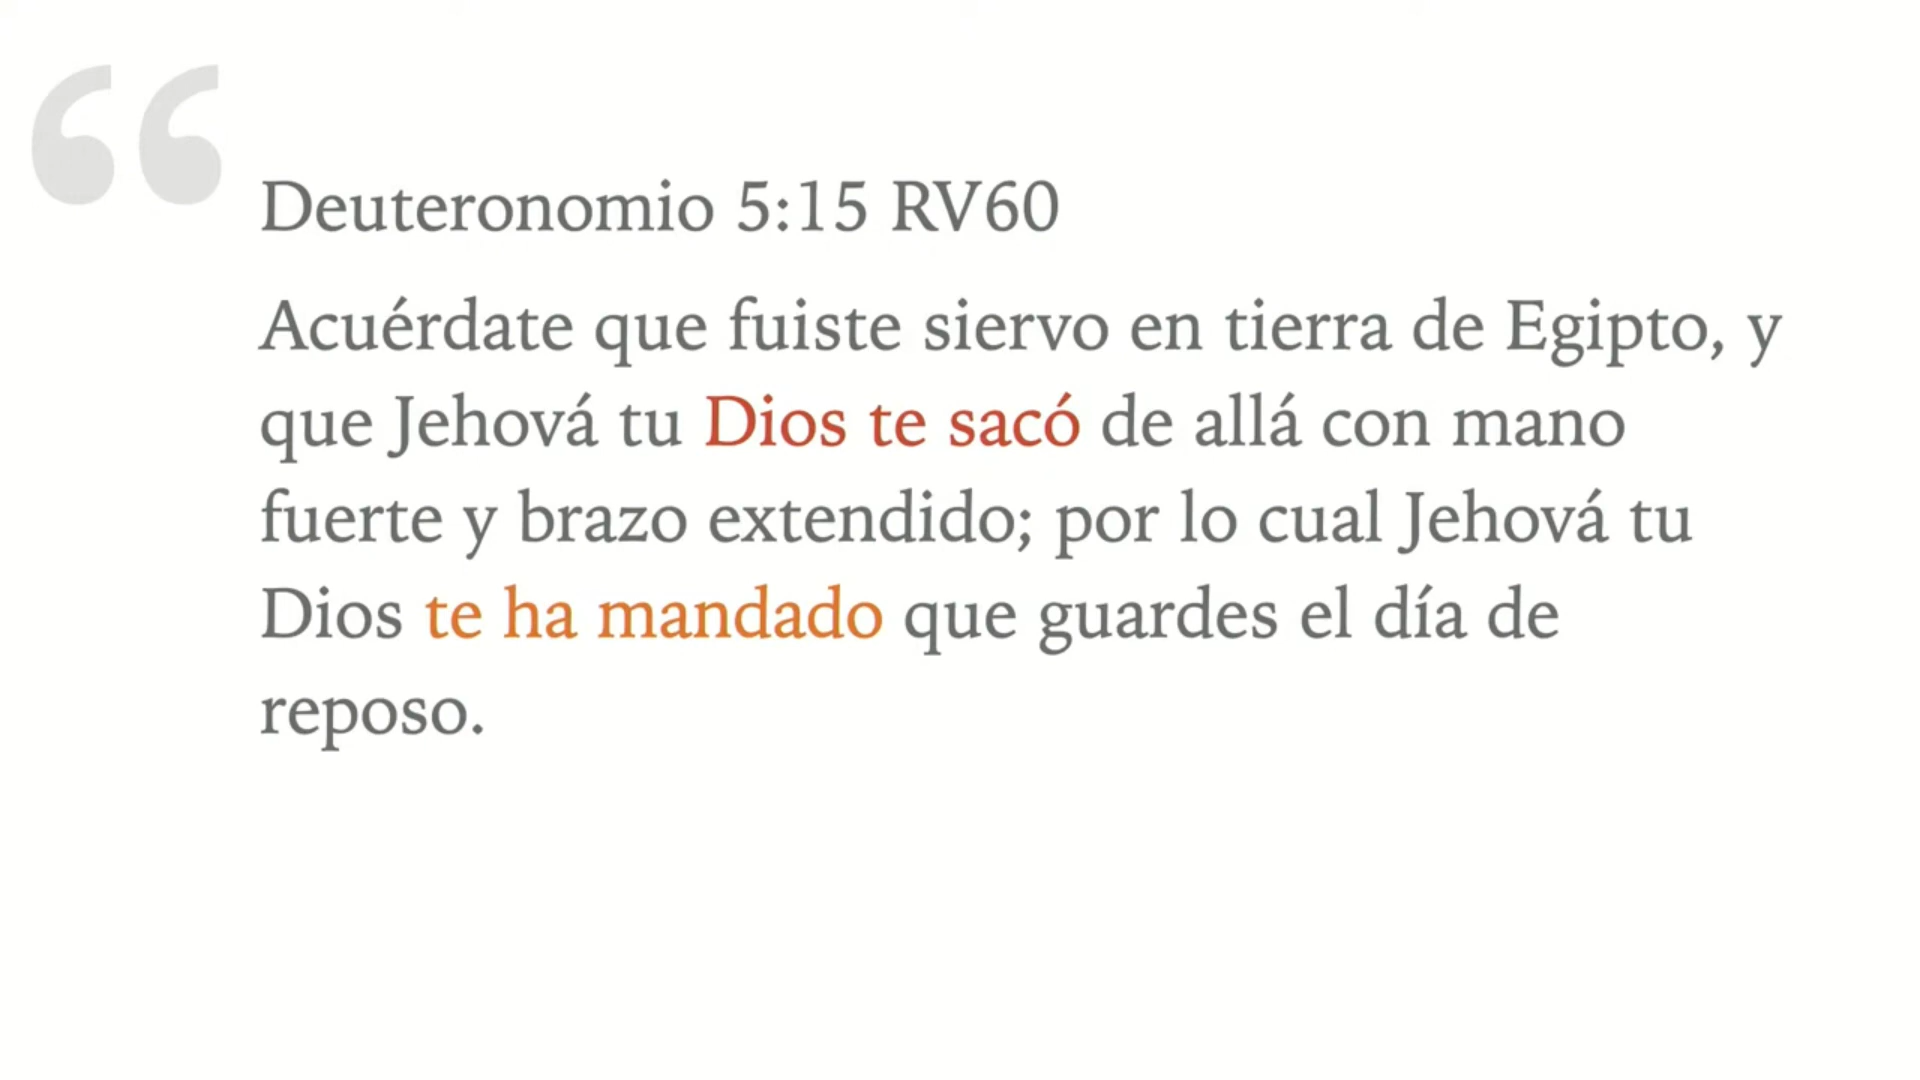 “
Deuteronomio 5:15 RV60
Acuérdate que fuiste siervo en tierra de Egipto, y
que Jehová tu Dios te sacó de allá con mano
fuerte y brazo extendido; por lo cual Jehová tu
Dios te ha mandado que guardes el día de
reposo.